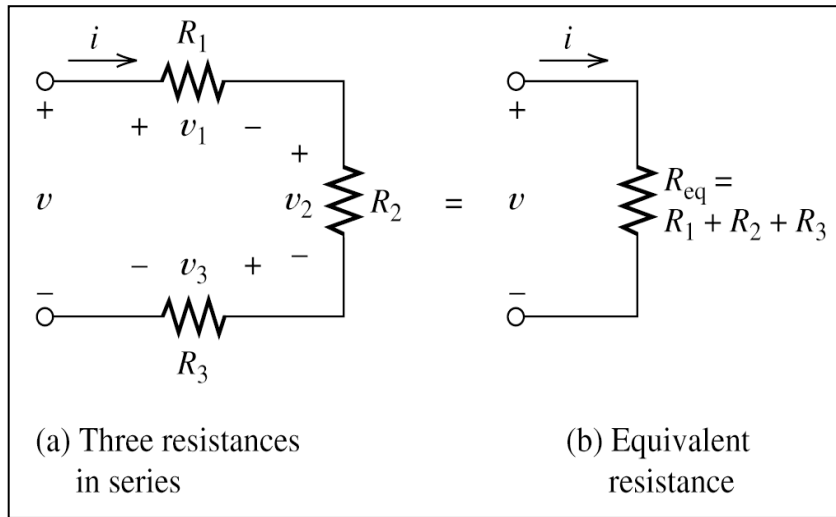 i
R1
+
+ v1 −
+
v
v2
R2
−
− v3 +
−
R3
(a) Three resistances
in series
=
i
+
v
Req =
R1 + R2 + R3
−
(b) Equivalent
resistance